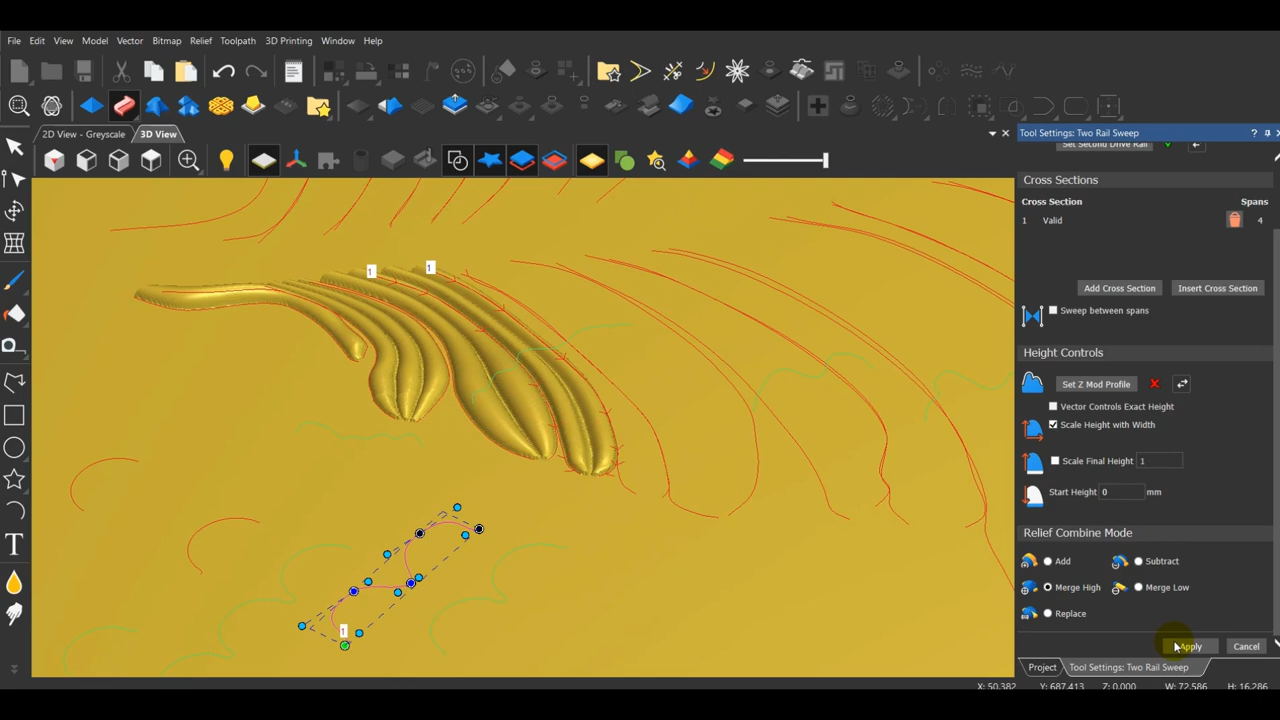 File Edit View Model Vector Bitmap Relief Toolpath 3D Printing Window Help
2D View - Greyscale 3D View
Tool Settings: Two Rail Sweep
Set Second Drive Rail
Cross Sections
Cross Section Spans
1 Valid 4
Add Cross Section Insert Cross Section
Sweep between spans
Height Controls
Set Z Mod Profile
Vector Controls Exact Height
Scale Height with Width
Scale Final Height 1
Start Height 0 mm
Relief Combine Mode
Add Subtract
Merge High Merge Low
Replace
Apply Cancel
Project Tool Settings: Two Rail Sweep
X: 50.382 Y: 687.413 Z: 0.000 W: 72.586 H: 16.286
1
1
1